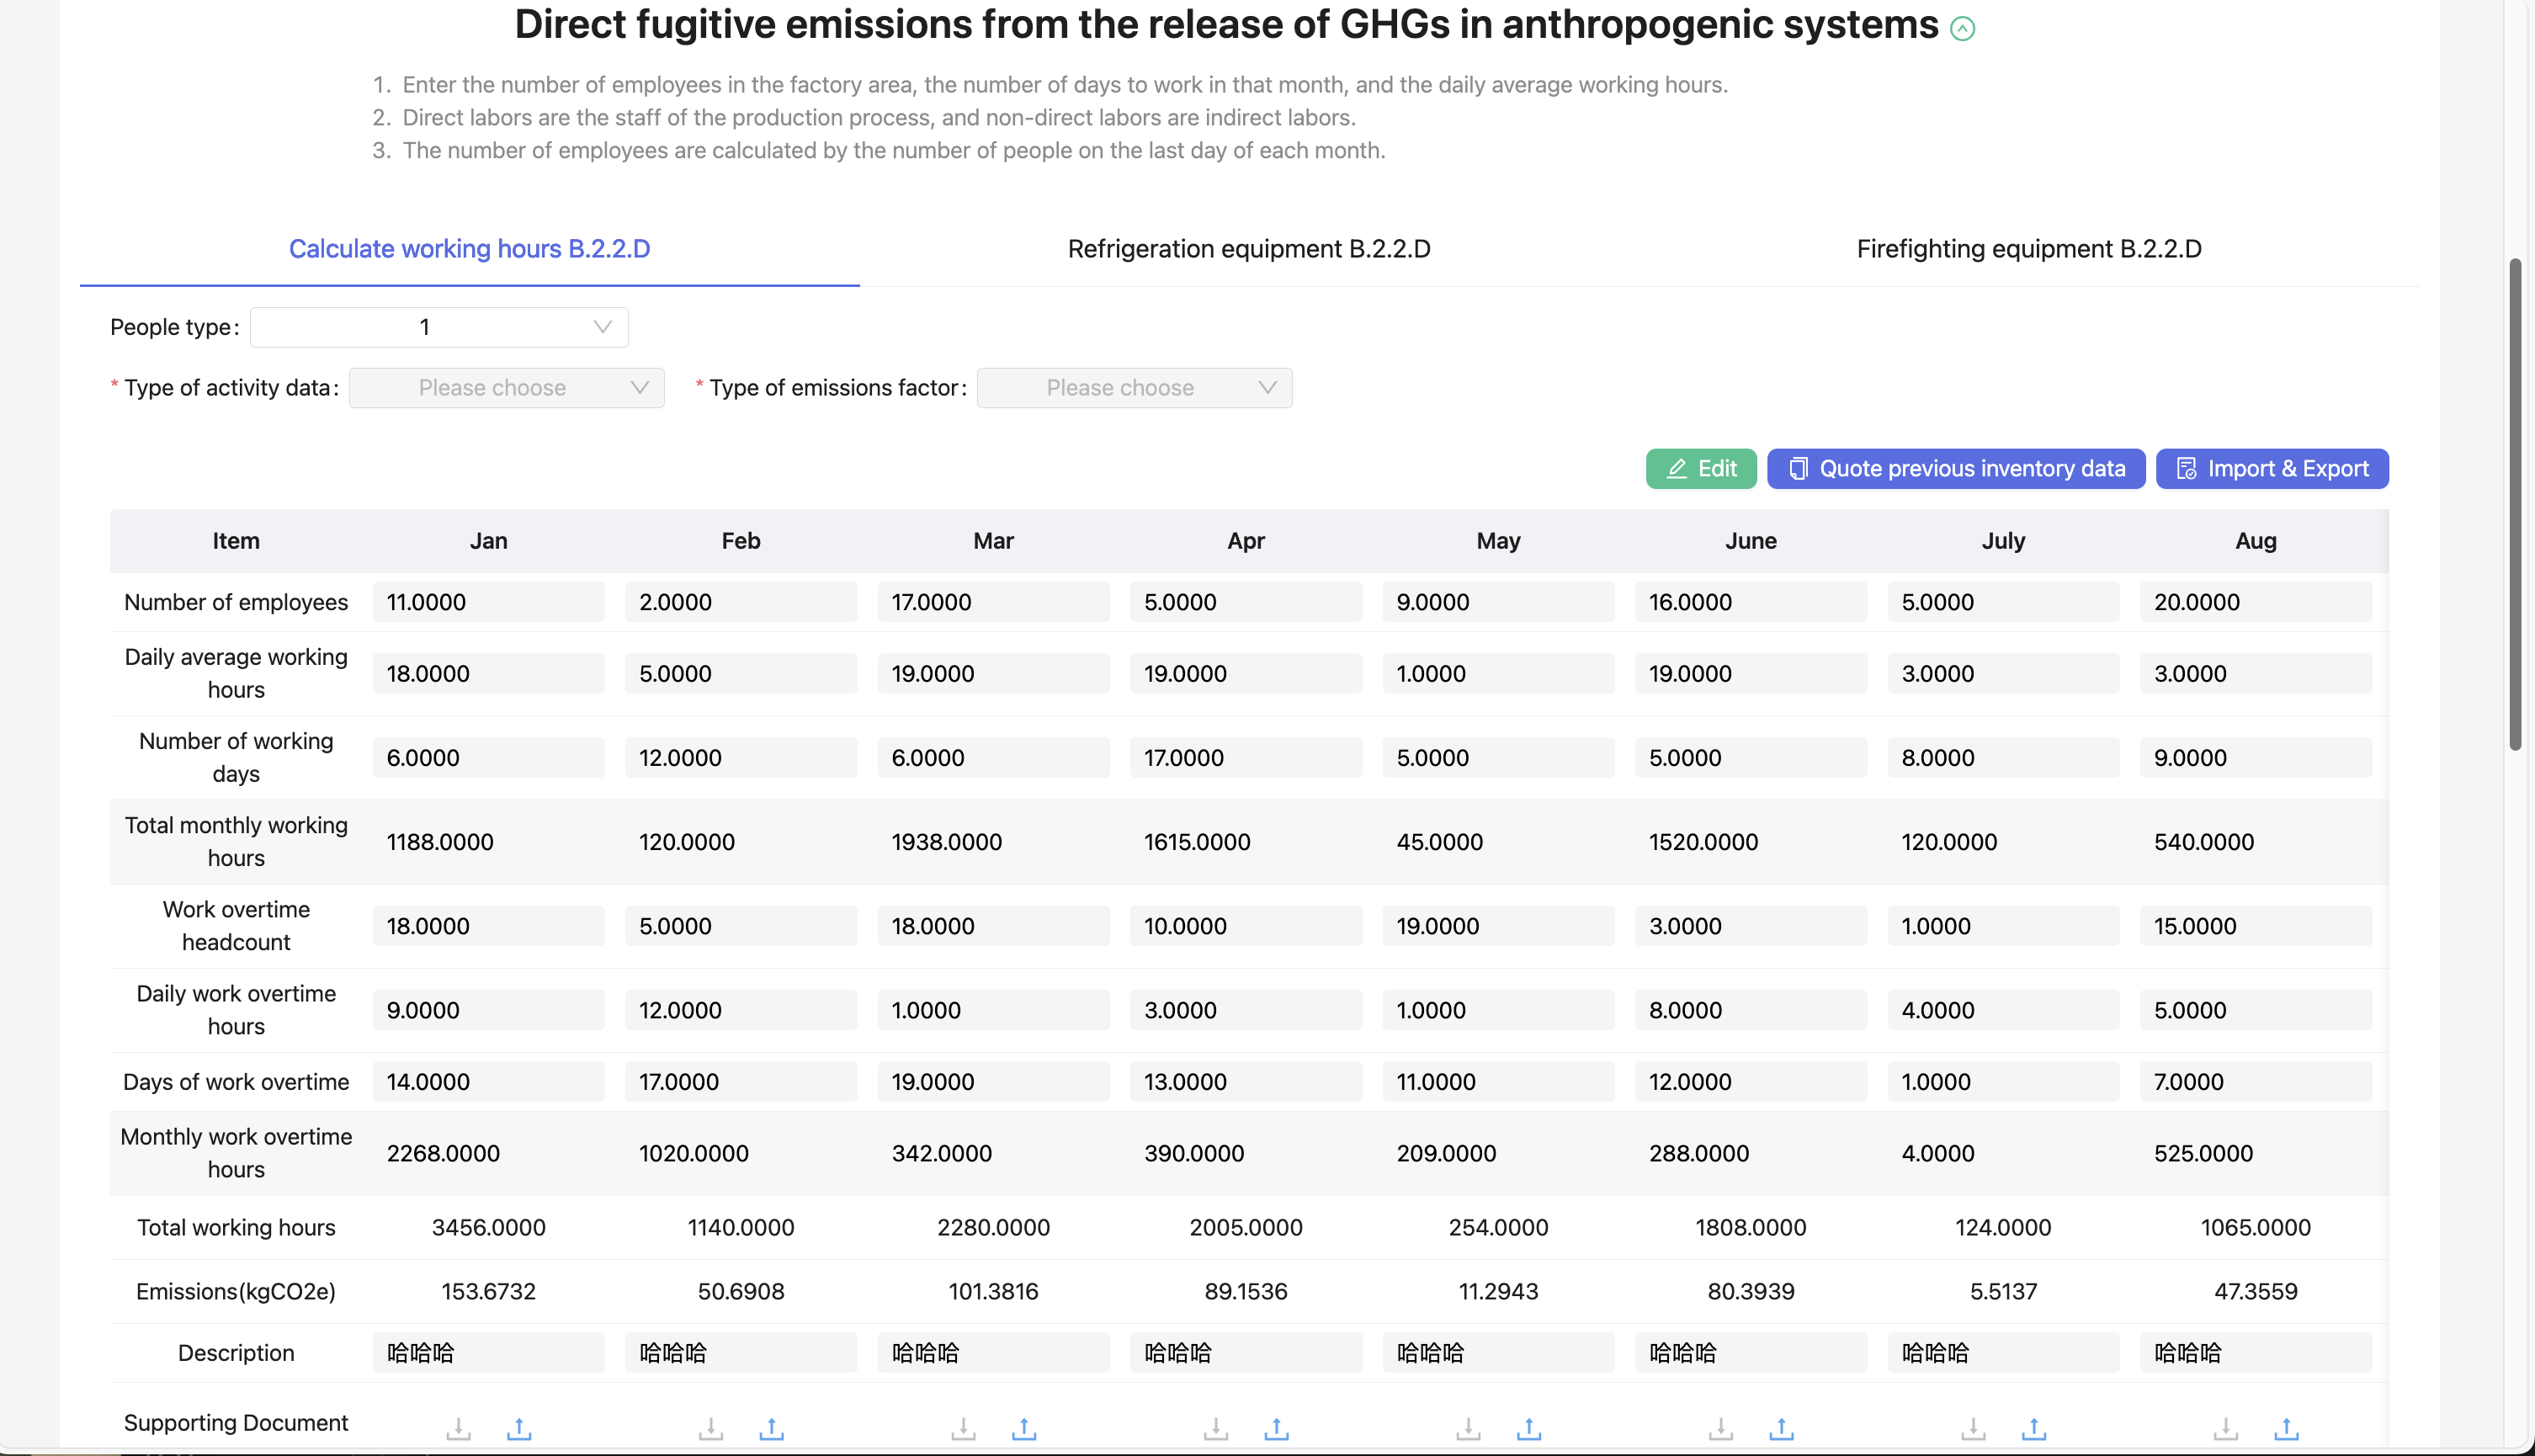 Direct fugitive emissions from the release of GHGs in anthropogenic systems
1. Enter the number of employees in the factory area, the number of days to work in that month, and the daily average working hours.
2. Direct labors are the staff of the production process, and non-direct labors are indirect labors.
3. The number of employees are calculated by the number of people on the last day of each month.
Calculate working hours B.2.2.D Refrigeration equipment B.2.2.D Firefighting equipment B.2.2.D
People type: 1
* Type of activity data: Please choose * Type of emissions factor: Please choose
Edit Quote previous inventory data Import & Export
Item Jan Feb Mar Apr May June July Aug
Number of employees 11.0000 2.0000 17.0000 5.0000 9.0000 16.0000 5.0000 20.0000
Daily average working hours 18.0000 5.0000 19.0000 19.0000 1.0000 19.0000 3.0000 3.0000
Number of working days 6.0000 12.0000 6.0000 17.0000 5.0000 5.0000 8.0000 9.0000
Total monthly working hours 1188.0000 120.0000 1938.0000 1615.0000 45.0000 1520.0000 120.0000 540.0000
Work overtime headcount 18.0000 5.0000 18.0000 10.0000 19.0000 3.0000 1.0000 15.0000
Daily work overtime hours 9.0000 12.0000 1.0000 3.0000 1.0000 8.0000 4.0000 5.0000
Days of work overtime 14.0000 17.0000 19.0000 13.0000 11.0000 12.0000 1.0000 7.0000
Monthly work overtime hours 2268.0000 1020.0000 342.0000 390.0000 209.0000 288.0000 4.0000 525.0000
Total working hours 3456.0000 1140.0000 2280.0000 2005.0000 254.0000 1808.0000 124.0000 1065.0000
Emissions(kgCO2e) 153.6732 50.6908 101.3816 89.1536 11.2943 80.3939 5.5137 47.3559
Description 哈哈哈 哈哈哈 哈哈哈 哈哈哈 哈哈哈 哈哈哈 哈哈哈 哈哈哈
Supporting Document